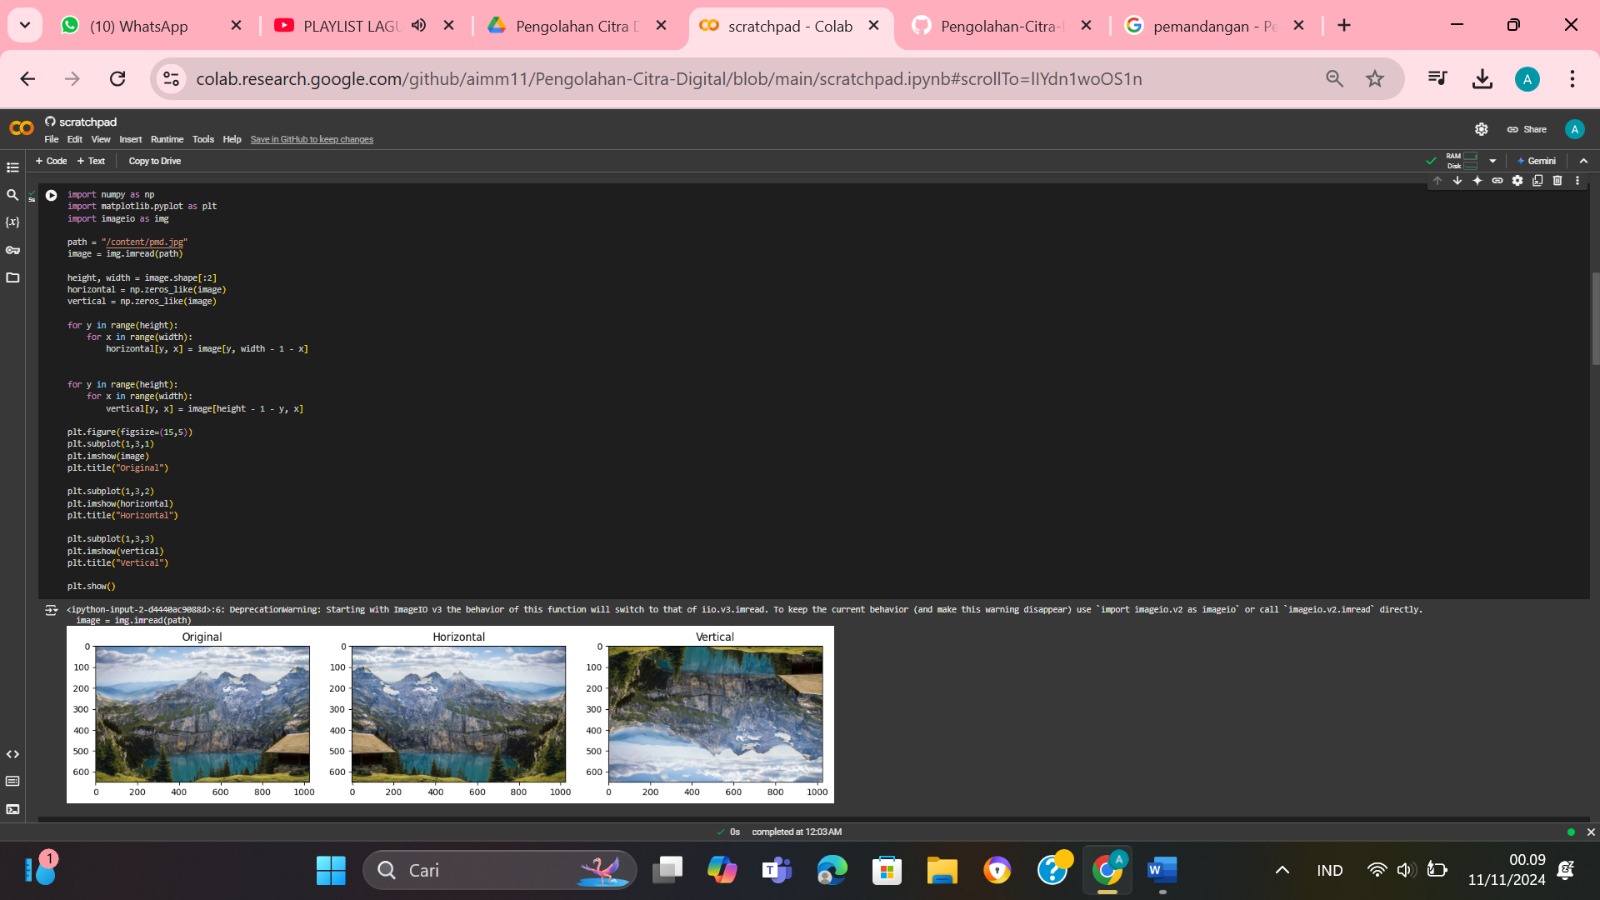 (10) WhatsApp
PLAYLIST LAGU
Pengolahan Citra D
scratchpad - Colab
Pengolahan-Citra-
pemandangan - Pe
colab.research.google.com/github/aimm11/Pengolahan-Citra-Digital/blob/main/scratchpad.ipynb#scrollTo=lIYdn1woOS1n
A
CO
scratchpad
File Edit View Insert Runtime Tools Help Save in GitHub to keep changes
Share
A
+ Code + Text Copy to Drive
RAM
Disk
Gemini
5s
{x}
import numpy as np
import matplotlib.pyplot as plt
import imageio as img
path = "/content/pmd.jpg"
image = img.imread(path)
height, width = image.shape[:2]
horizontal = np.zeros_like(image)
vertical = np.zeros_like(image)
for y in range(height):
for x in range(width):
horizontal[y, x] = image[y, width - 1 - x]
for y in range(height):
for x in range(width):
vertical[y, x] = image[height - 1 - y, x]
plt.figure(figsize=(15,5))
plt.subplot(1,3,1)
plt.imshow(image)
plt.title("Original")
plt.subplot(1,3,2)
plt.imshow(horizontal)
plt.title("Horizontal")
plt.subplot(1,3,3)
plt.imshow(vertical)
plt.title("Vertical")
plt.show()
<ipython-input-2-d4440ac9088d>:6: DeprecationWarning: Starting with ImageIO v3 the behavior of this function will switch to that of iio.v3.imread. To keep the current behavior (and make this warning disappear) use `import imageio.v2 as imageio` or call `imageio.v2.imread` directly.
image = img.imread(path)
Original
0
100
200
300
400
500
600
0 200 400 600 800 1000
Horizontal
0
100
200
300
400
500
600
0 200 400 600 800 1000
Vertical
0
100
200
300
400
500
600
0 200 400 600 800 1000
0s completed at 12:03 AM
1
Cari
A
IND
00.09
11/11/2024